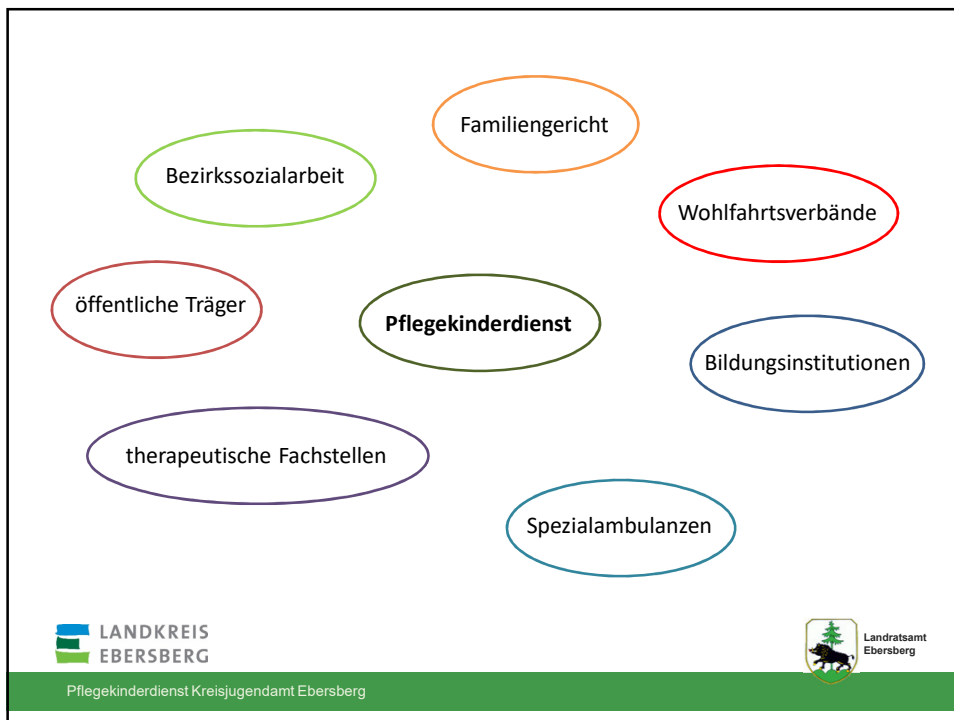 Familiengericht
Bezirkssozialarbeit
Wohlfahrtsverbände
öffentliche Träger
Pflegekinderdienst
Bildungsinstitutionen
therapeutische Fachstellen
Spezialambulanzen
LANDKREIS
EBERSBERG
Landratsamt
Ebersberg
Pflegekinderdienst Kreisjugendamt Ebersberg